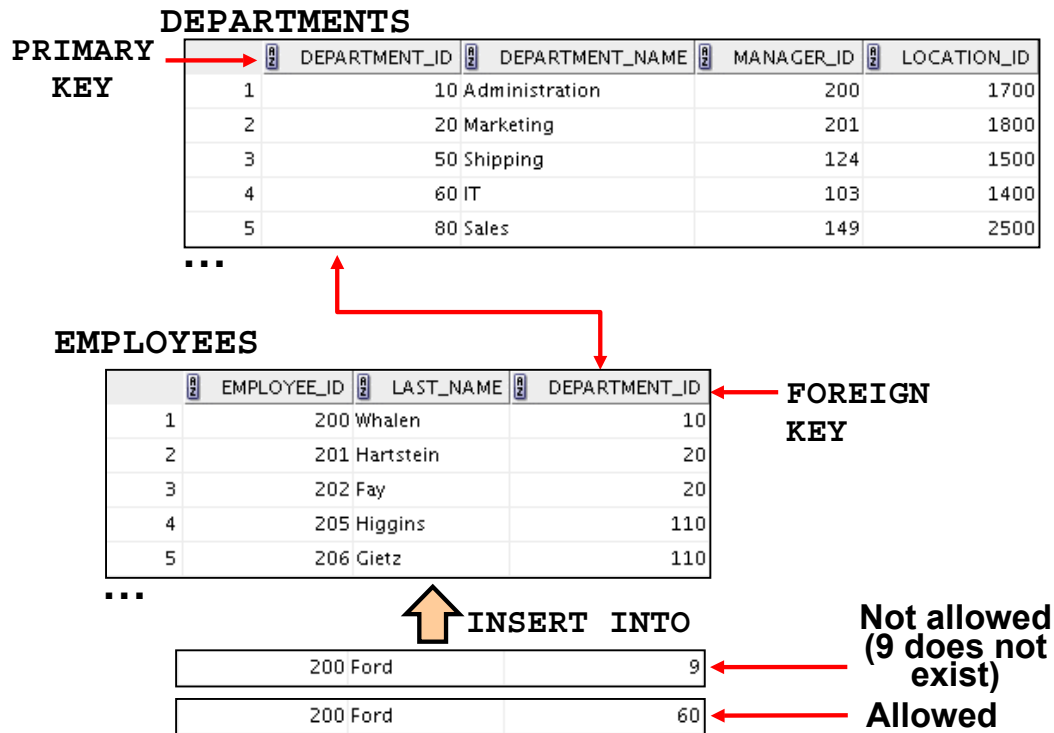 DEPARTMENTS
PRIMARY KEY
DEPARTMENT_ID DEPARTMENT_NAME MANAGER_ID LOCATION_ID
1 10 Administration 200 1700
2 20 Marketing 201 1800
3 50 Shipping 124 1500
4 60 IT 103 1400
5 80 Sales 149 2500
...
EMPLOYEES
EMPLOYEE_ID LAST_NAME DEPARTMENT_ID
FOREIGN KEY
1 200 Whalen 10
2 201 Hartstein 20
3 202 Fay 20
4 205 Higgins 110
5 206 Gietz 110
...
INSERT INTO
Not allowed
(9 does not
exist)
200 Ford 9
200 Ford 60
Allowed